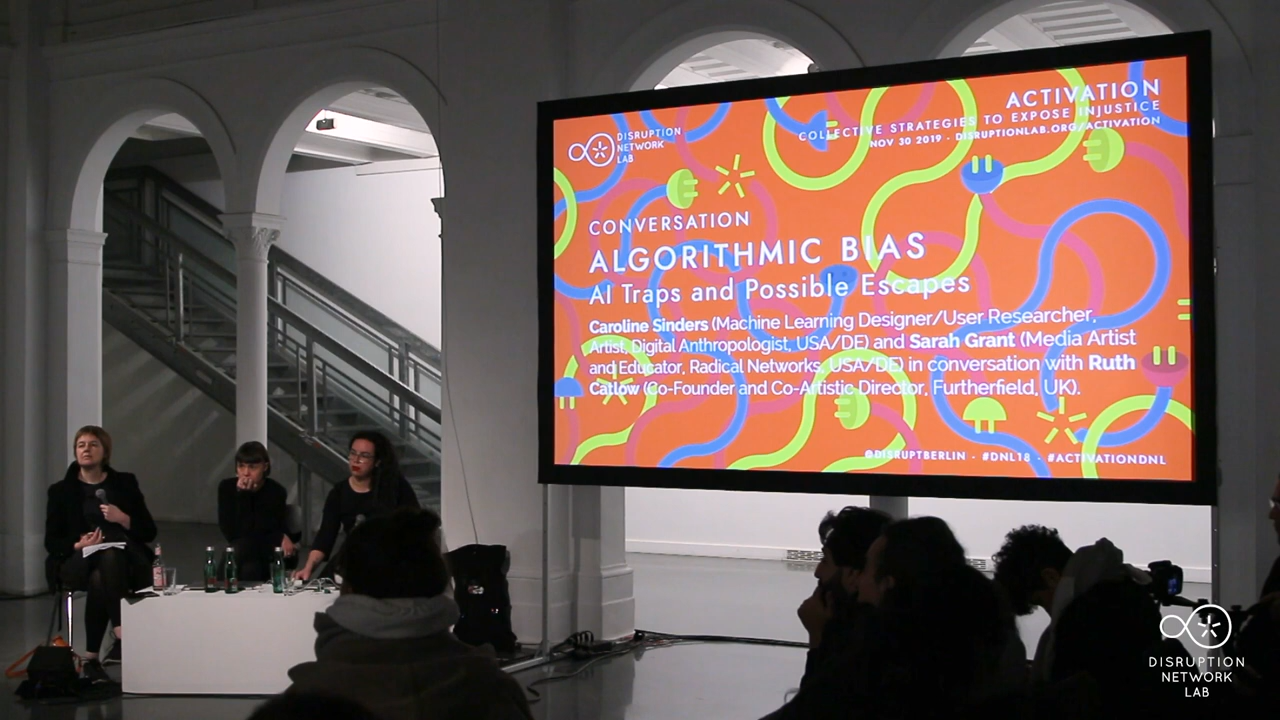 DISRUPTION
NETWORK
LAB
ACTIVATION
COLLECTIVE STRATEGIES TO EXPOSE INJUSTICE
NOV 30 2019 · DISRUPTIONLAB.ORG/ACTIVATION
CONVERSATION
ALGORITHMIC BIAS
AI Traps and Possible Escapes
Caroline Sinders (Machine Learning Designer/User Researcher,
Artist, Digital Anthropologist, USA/DE) and Sarah Grant (Media Artist
and Educator, Radical Networks, USA/DE) in conversation with Ruth
Catlow (Co-Founder and Co-Artistic Director, Furtherfield, UK).
@DISRUPTBERLIN · #DNL18 · #ACTIVATIONDNL
DISRUPTION
NETWORK
LAB